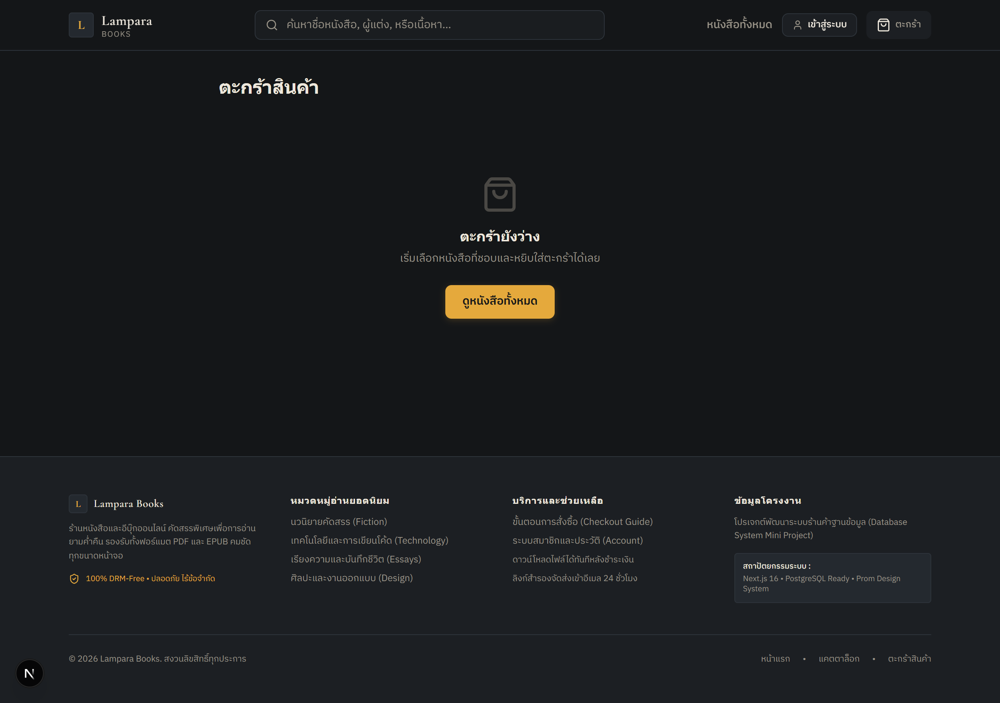 L
Lampara
BOOKS
ค้นหาชื่อหนังสือ, ผู้แต่ง, หรือเนื้อหา...
หนังสือทั้งหมด
เข้าสู่ระบบ
ตะกร้า
ตะกร้าสินค้า
ตะกร้ายังว่าง
เริ่มเลือกหนังสือที่ชอบและหยิบใส่ตะกร้าได้เลย
ดูหนังสือทั้งหมด
L
Lampara Books
ร้านหนังสือและอีบุ๊กออนไลน์ คัดสรรพิเศษเพื่อการอ่าน
ยามค่ำคืน รองรับทั้งฟอร์แมต PDF และ EPUB คมชัด
ทุกขนาดหน้าจอ
100% DRM-Free • ปลอดภัย ไร้ข้อจำกัด
หมวดหมู่อ่านยอดนิยม
นวนิยายคัดสรร (Fiction)
เทคโนโลยีและการเขียนโค้ด (Technology)
เรียงความและบันทึกชีวิต (Essays)
ศิลปะและงานออกแบบ (Design)
บริการและช่วยเหลือ
ขั้นตอนการสั่งซื้อ (Checkout Guide)
ระบบสมาชิกและประวัติ (Account)
ดาวน์โหลดไฟล์ได้ทันทีหลังชำระเงิน
ลิงก์สำรองจัดส่งเข้าอีเมล 24 ชั่วโมง
ข้อมูลโครงงาน
โปรเจกต์พัฒนาระบบร้านค้าฐานข้อมูล (Database
System Mini Project)
สถาปัตยกรรมระบบ :
Next.js 16 • PostgreSQL Ready • Prom Design
System
© 2026 Lampara Books. สงวนลิขสิทธิ์ทุกประการ
หน้าแรก • แคตตาล็อก • ตะกร้าสินค้า
N